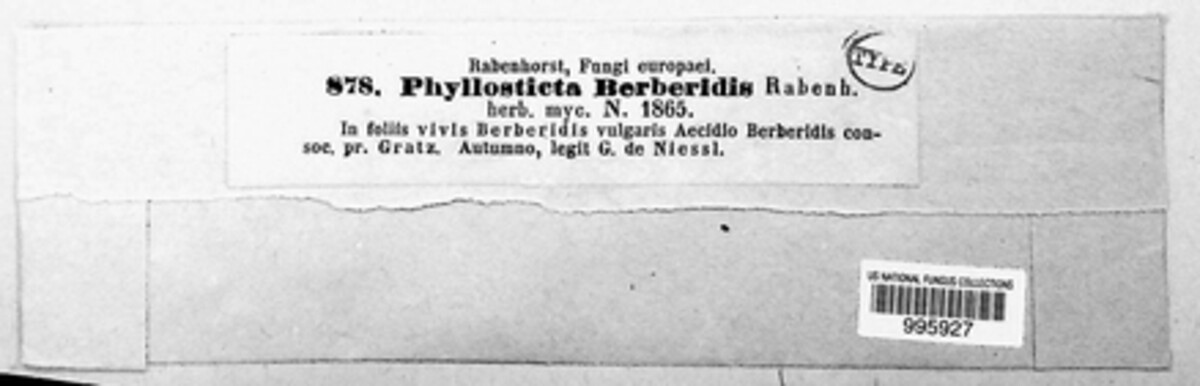 Rabenhorst, Fungi europaei.
TYPE
878. Phyllosticta Berberidis Rabenh.
herb. myc. N. 1865.
In foliis vivis Berberidis vulgaris Aecidio Berberidis con-
soc. pr. Gratz. Autumno, legit G. de Niessl.
US NATIONAL FUNGUS COLLECTIONS
995927